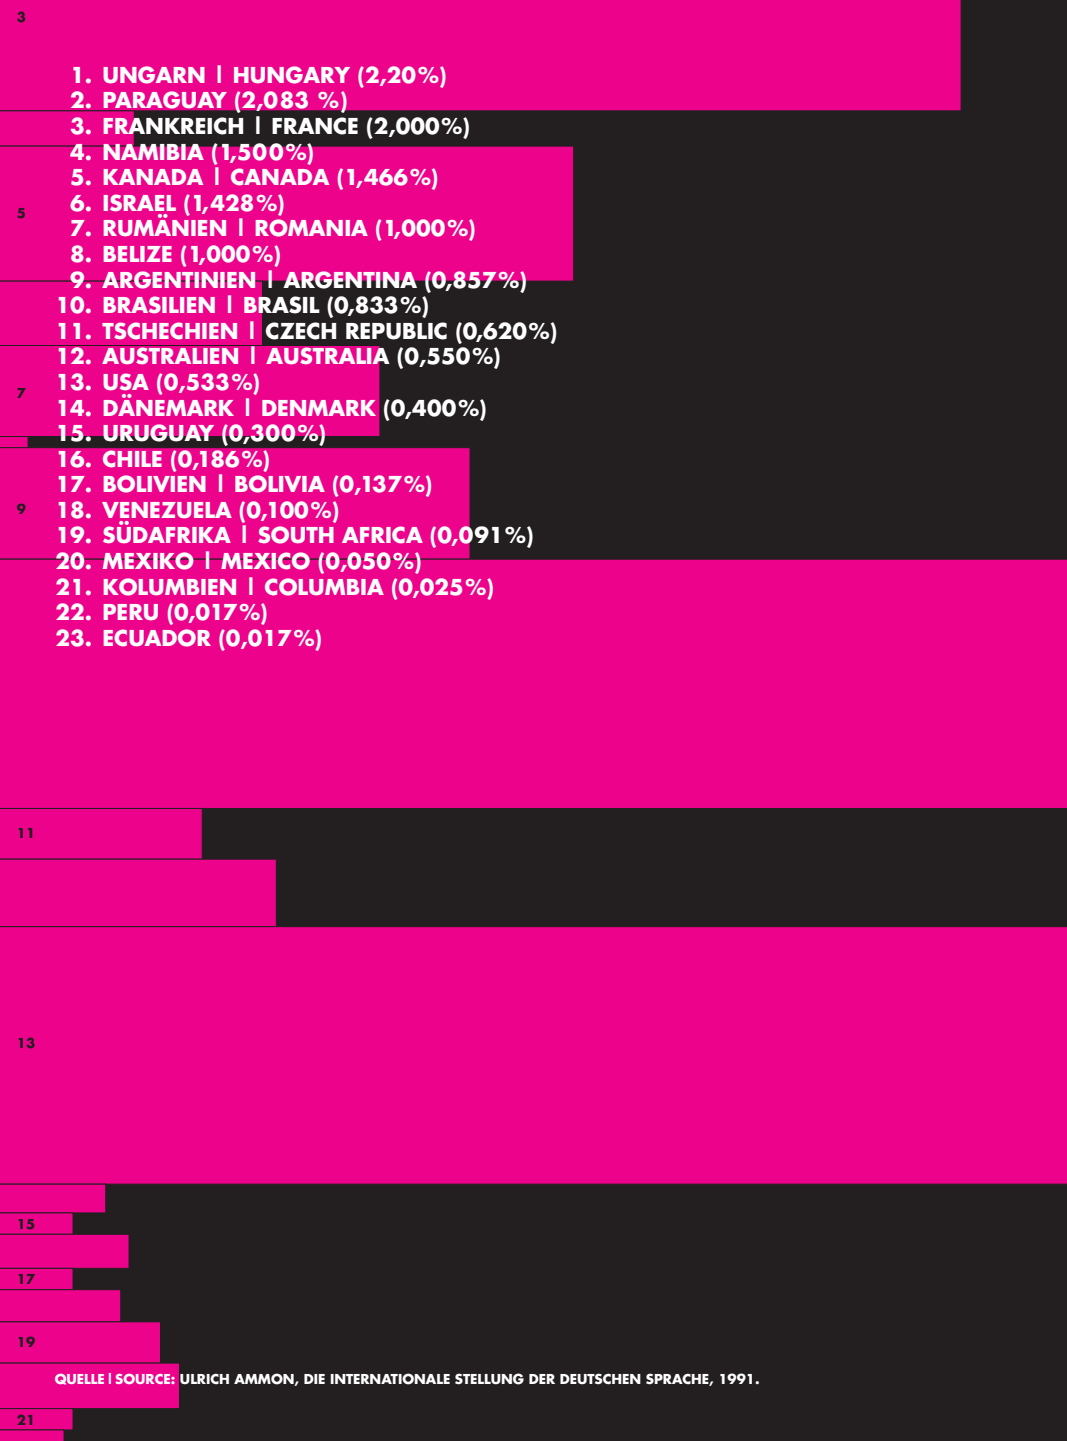 3
1. UNGARN | HUNGARY (2,20%)
2. PARAGUAY (2,083 %)
3. FRANKREICH | FRANCE (2,000%)
4. NAMIBIA (1,500%)
5. KANADA | CANADA (1,466%)
6. ISRAEL (1,428%)
5
7. RUMÄNIEN | ROMANIA (1,000%)
8. BELIZE (1,000%)
9. ARGENTINIEN | ARGENTINA (0,857%)
10. BRASILIEN | BRASIL (0,833%)
11. TSCHECHIEN | CZECH REPUBLIC (0,620%)
12. AUSTRALIEN | AUSTRALIA (0,550%)
13. USA (0,533%)
7
14. DÄNEMARK | DENMARK (0,400%)
15. URUGUAY (0,300%)
16. CHILE (0,186%)
17. BOLIVIEN | BOLIVIA (0,137%)
18. VENEZUELA (0,100%)
9
19. SÜDAFRIKA | SOUTH AFRICA (0,091%)
20. MEXIKO | MEXICO (0,050%)
21. KOLUMBIEN | COLUMBIA (0,025%)
22. PERU (0,017%)
23. ECUADOR (0,017%)
11
13
15
17
19
QUELLE | SOURCE: ULRICH AMMON, DIE INTERNATIONALE STELLUNG DER DEUTSCHEN SPRACHE, 1991.
21